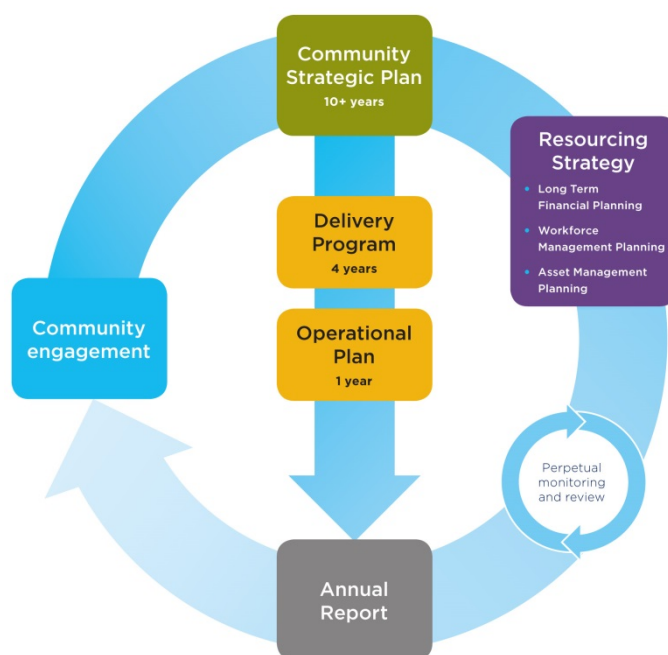 Community
Strategic Plan
10+ years
Resourcing
Strategy
• Long Term
Financial Planning
• Workforce
Management Planning
• Asset Management
Planning
Delivery
Program
4 years
Community
engagement
Operational
Plan
1 year
Perpetual
monitoring
and review
Annual
Report